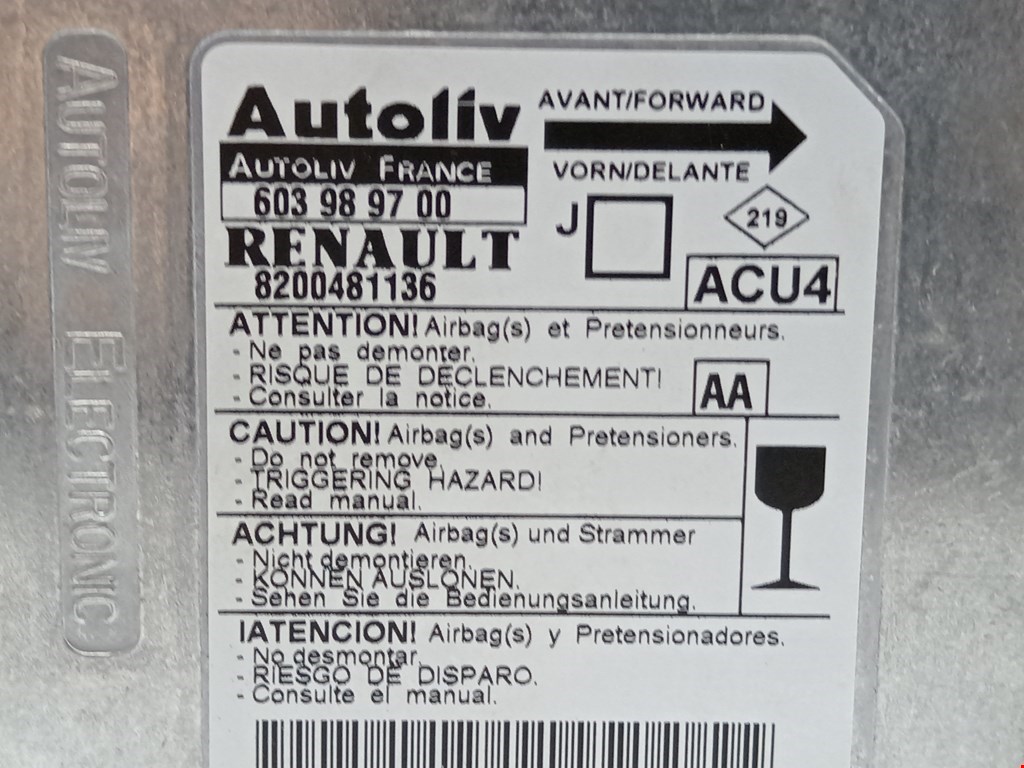 AUTOLIV ELECTRONIC
Autoliv
AUTOLIV FRANCE
603 98 97 00
RENAULT
8200481136
AVANT/FORWARD
VORN/DELANTE
J
219
ACU4
ATTENTION! Airbag(s) et Pretensionneurs.
- Ne pas demonter.
- RISQUE DE DECLENCHEMENT!
- Consulter la notice.
AA
CAUTION! Airbag(s) and Pretensioners.
- Do not remove.
- TRIGGERING HAZARD!
- Read manual.
ACHTUNG! Airbag(s) und Strammer
- Nicht demontieren.
- KONNEN AUSLONEN.
- Sehen Sie die Bedienungsanleitung.
IATENCION! Airbag(s) y Pretensionadores.
- No desmontar.
- RIESGO DE DISPARO.
- Consulte el manual.